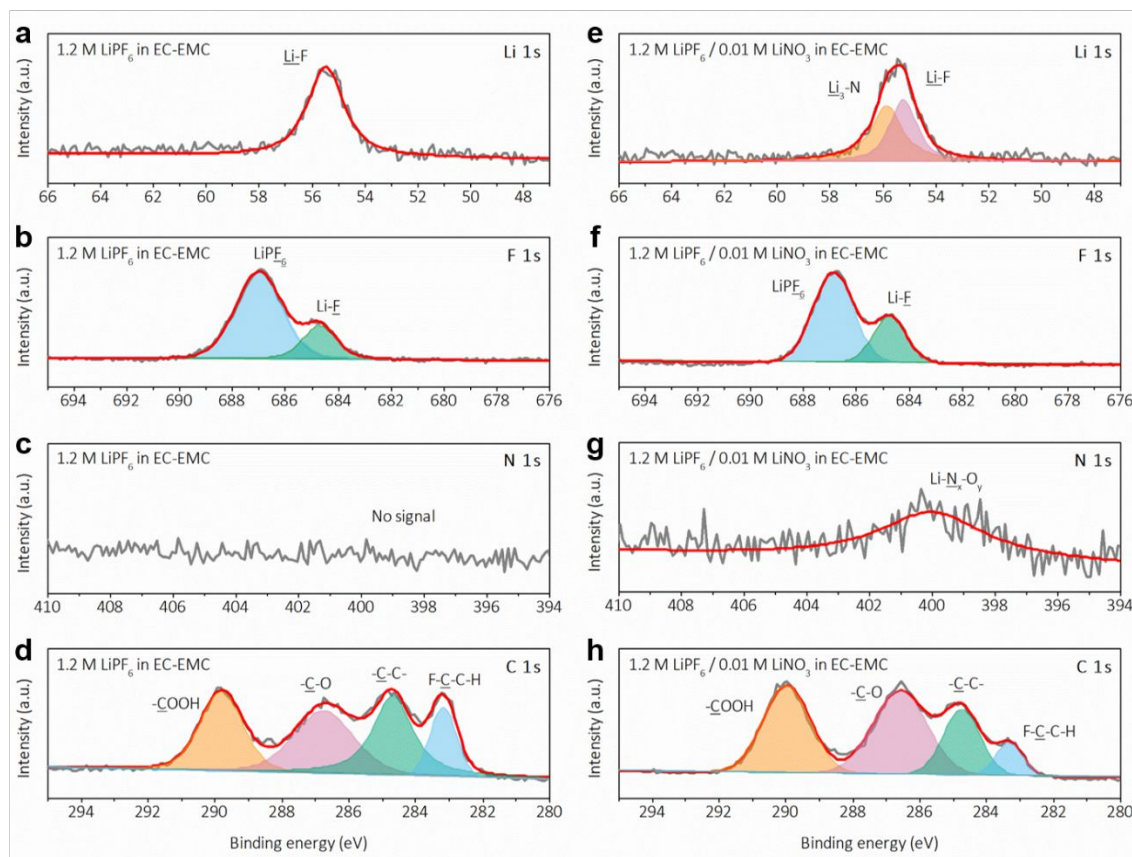 a
1.2 M LiPF₆ in EC-EMC
Li 1s
Li-F
Intensity (a.u.)
66 64 62 60 58 56 54 52 50 48
e
1.2 M LiPF₆ / 0.01 M LiNO₃ in EC-EMC
Li 1s
Li₃-N
Li-F
Intensity (a.u.)
66 64 62 60 58 56 54 52 50 48
b
1.2 M LiPF₆ in EC-EMC
F 1s
LiPF₆
Li-F
Intensity (a.u.)
694 692 690 688 686 684 682 680 678 676
f
1.2 M LiPF₆ / 0.01 M LiNO₃ in EC-EMC
F 1s
LiPF₆
Li-F
Intensity (a.u.)
694 692 690 688 686 684 682 680 678 676
c
1.2 M LiPF₆ in EC-EMC
N 1s
No signal
Intensity (a.u.)
410 408 406 404 402 400 398 396 394
g
1.2 M LiPF₆ / 0.01 M LiNO₃ in EC-EMC
N 1s
Li-Nₓ-Oᵧ
Intensity (a.u.)
410 408 406 404 402 400 398 396 394
d
1.2 M LiPF₆ in EC-EMC
C 1s
-COOH
-C-O
-C-C-
F-C-C-H
Intensity (a.u.)
294 292 290 288 286 284 282 280
Binding energy (eV)
h
1.2 M LiPF₆ / 0.01 M LiNO₃ in EC-EMC
C 1s
-COOH
-C-O
-C-C-
F-C-C-H
Intensity (a.u.)
294 292 290 288 286 284 282 280
Binding energy (eV)